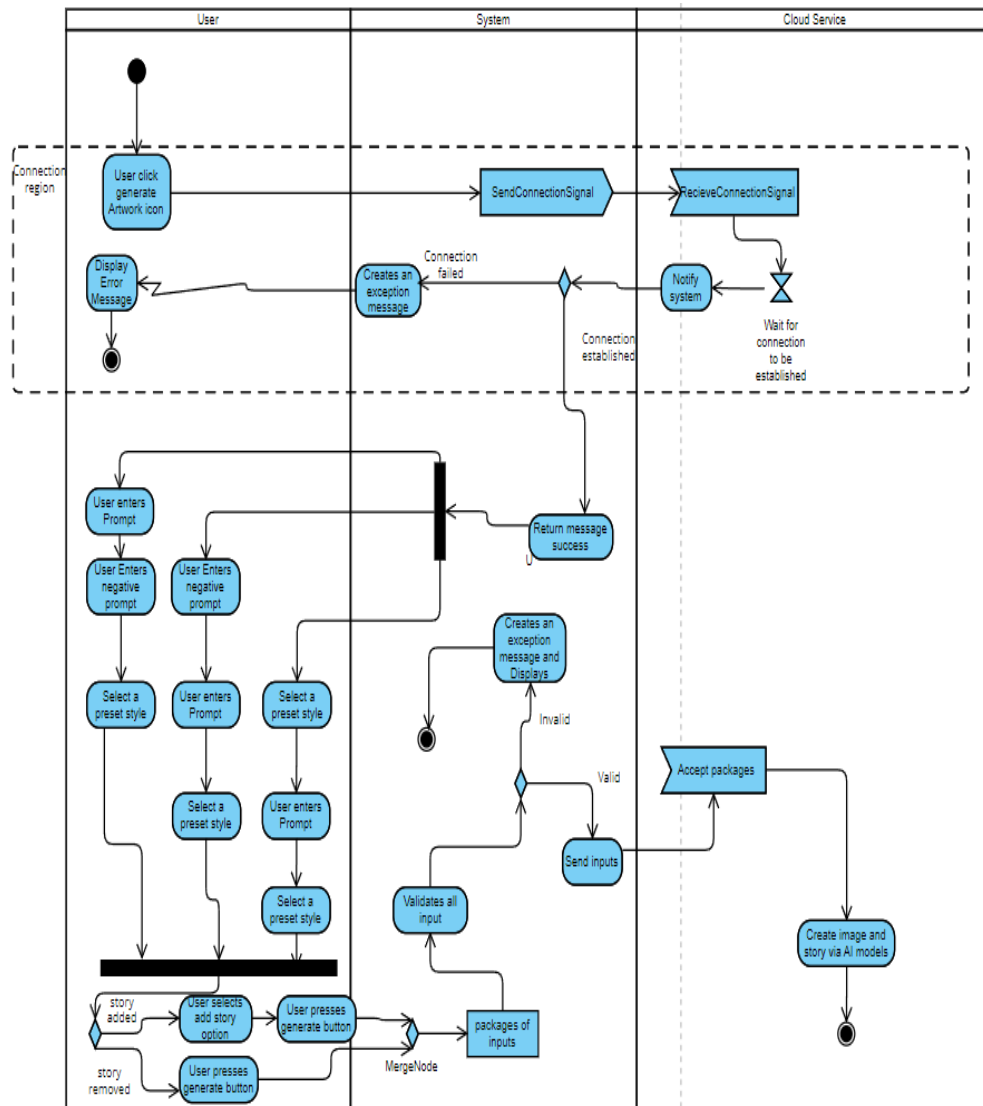 User
System
Cloud Service
Connection
region
User click
generate
Artwork icon
SendConnectionSignal
RecieveConnectionSignal
Display
Error
Message
Creates an
exception
message
Connection
failed
Notify
system
Wait for
connection
to be
established
Connection
established
User enters
Prompt
User Enters
negative
prompt
User Enters
negative
prompt
Return message
success
U
Creates an
exception
message and
Displays
Select a
preset style
User enters
Prompt
Select a
preset style
Invalid
Valid
Accept packages
Select a
preset style
User enters
Prompt
Send inputs
Select a
preset style
Validates all
input
Create image and
story via AI models
story
added
User selects
add story
option
User presses
generate button
packages of
inputs
MergeNode
story
removed
User presses
generate button